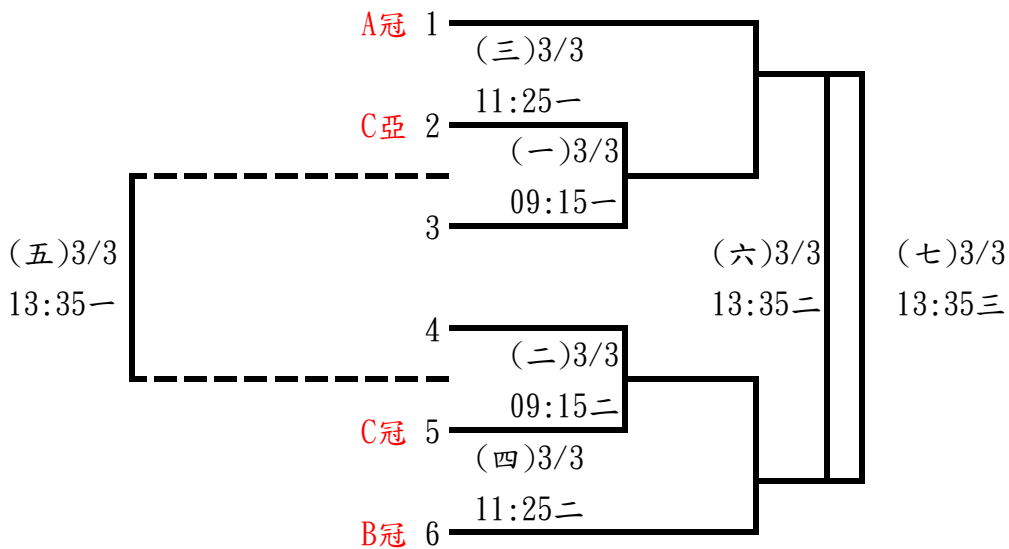 A冠 1
(三)3/3
11:25一
C亞 2
(一)3/3
09:15一
3
(五)3/3
13:35一
(六)3/3
13:35二
(七)3/3
13:35三
4
(二)3/3
09:15二
C冠 5
(四)3/3
11:25二
B冠 6